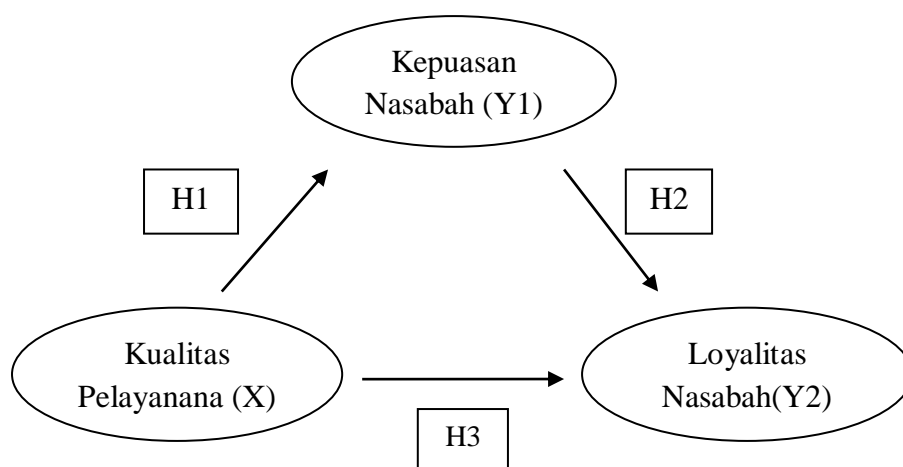 Kepuasan
Nasabah (Y1)
H1
H2
Kualitas
Pelayanana (X)
Loyalitas
Nasabah(Y2)
H3